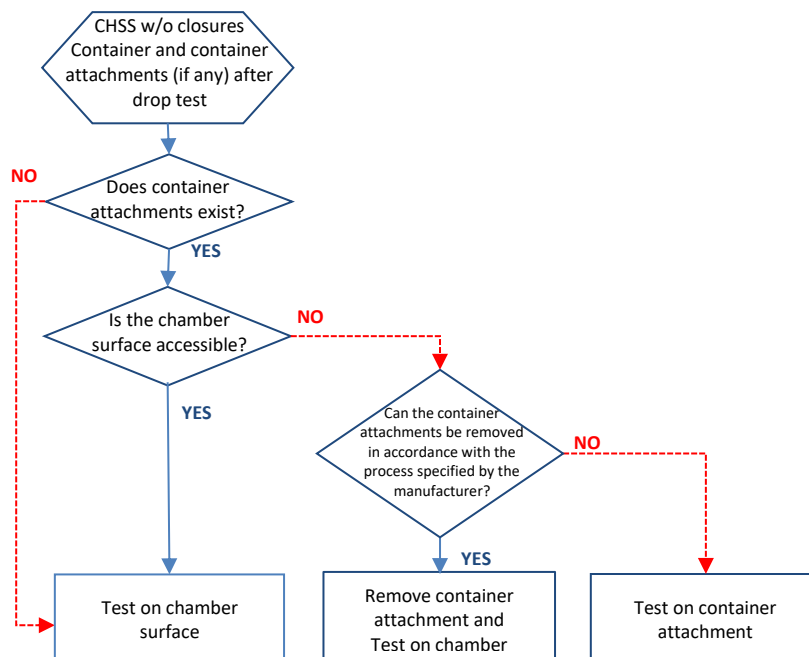 CHSS w/o closures
Container and container
attachments (if any) after
drop test
NO
Does container
attachments exist?
YES
Is the chamber
surface accessible?
NO
YES
Can the container
attachments be removed
in accordance with the
process specified by the
manufacturer?
NO
YES
Test on chamber
surface
Remove container
attachment and
Test on chamber
Test on container
attachment